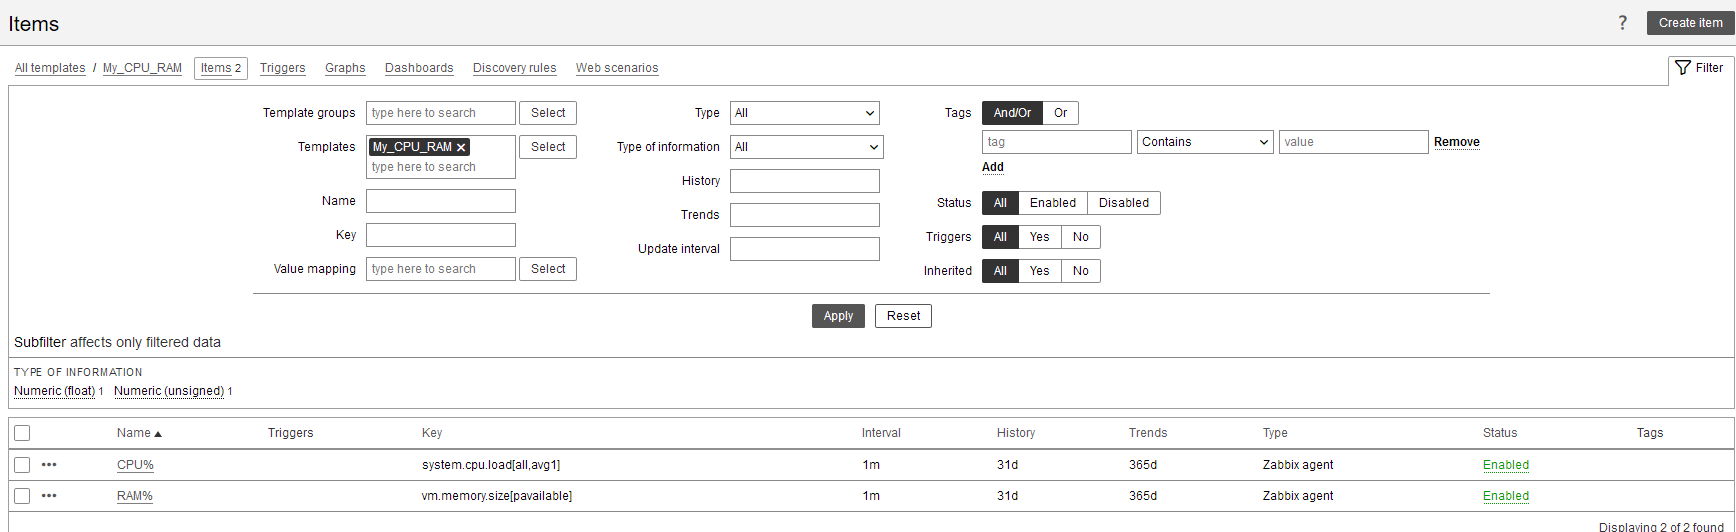 Items ? Create item
All templates / My_CPU_RAM Items 2 Triggers Graphs Dashboards Discovery rules Web scenarios Filter
Template groups type here to search Select Type All Tags And/Or Or
Templates My_CPU_RAM × type here to search Select Type of information All tag Contains value Remove
History Add
Name Trends Status All Enabled Disabled
Key Update interval Triggers All Yes No
Value mapping type here to search Select Inherited All Yes No
Apply Reset
Subfilter affects only filtered data
TYPE OF INFORMATION
Numeric (float) 1 Numeric (unsigned) 1
Name ▲ Triggers Key Interval History Trends Type Status Tags
••• CPU% system.cpu.load[all,avg1] 1m 31d 365d Zabbix agent Enabled
••• RAM% vm.memory.size[pavailable] 1m 31d 365d Zabbix agent Enabled
Displaying 2 of 2 found